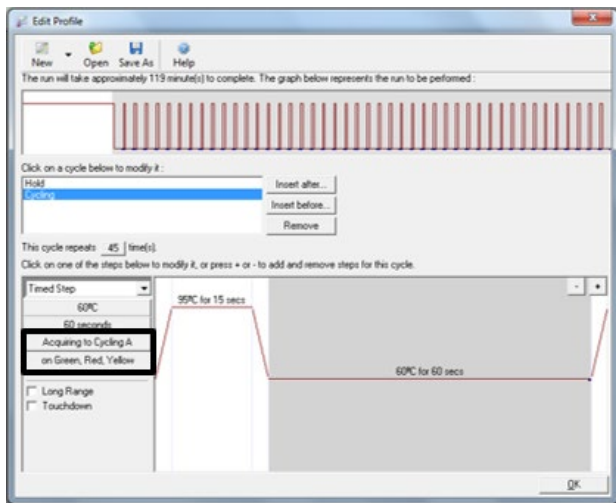 Edit Profile
New Open Save As Help
The run will take approximately 119 minute(s) to complete. The graph below represents the run to be performed :
Click on a cycle below to modify it :
Hold
Cycling
Insert after...
Insert before...
Remove
This cycle repeats 45 time(s).
Click on one of the steps below to modify it, or press + or - to add and remove steps for this cycle.
Timed Step
- +
60ºC
60 seconds
Acquiring to Cycling A
on Green, Red, Yellow
Long Range
Touchdown
95ºC for 15 secs
60ºC for 60 secs
OK